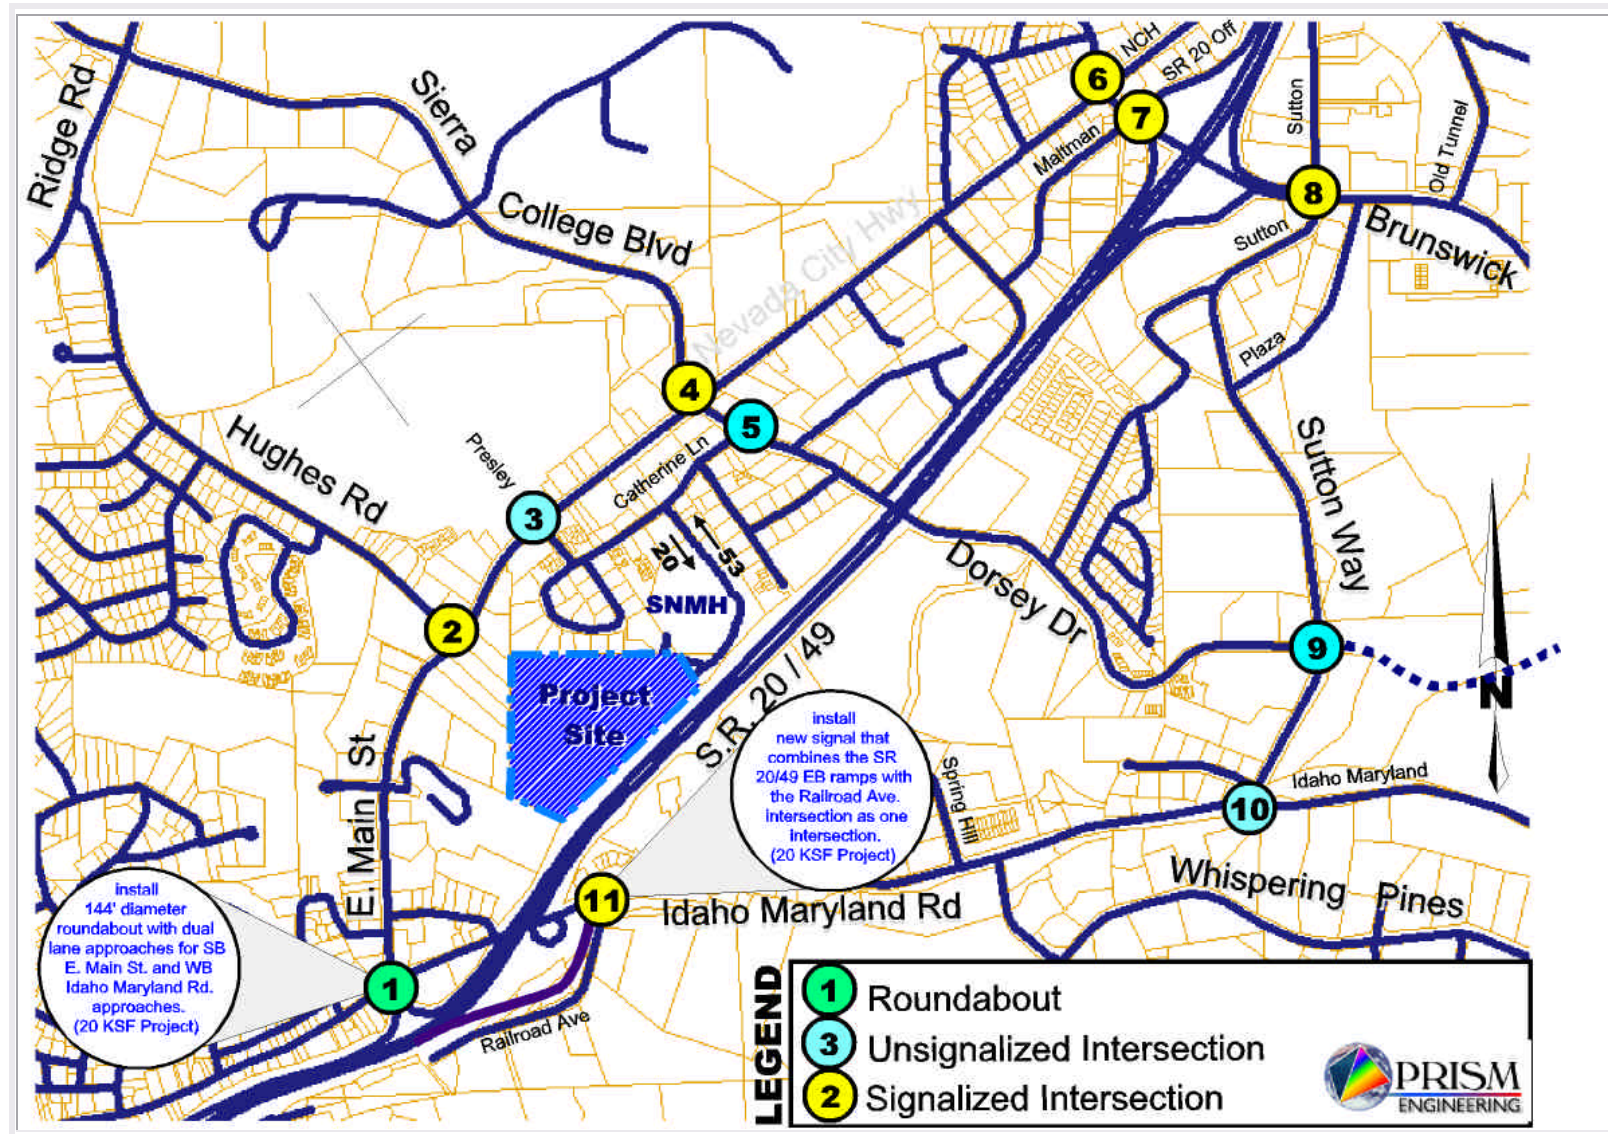 Ridge Rd
Sierra
College Blvd
Nevada City Hwy
NCH
SR 20 Off
6
7
Maltman
Sutton
Old Tunnel
8
Sutton
Brunswick
Plaza
4
5
Hughes Rd
Presley
Catherine Ln
3
2
20
53
SNMH
Dorsey Dr
Sutton Way
9
N
Project
Site
S.R. 20 / 49
install
new signal that
combines the SR
20/49 EB ramps with
the Railroad Ave.
intersection as one
intersection.
(20 KSF Project)
Spring Hill
Idaho Maryland
10
Whispering Pines
E. Main St
11
Idaho Maryland Rd
install
144' diameter
roundabout with dual
lane approaches for SB
E. Main St. and WB
Idaho Maryland Rd.
approaches.
(20 KSF Project)
1
Railroad Ave
LEGEND
1 Roundabout
3 Unsignalized Intersection
2 Signalized Intersection
PRISM
ENGINEERING